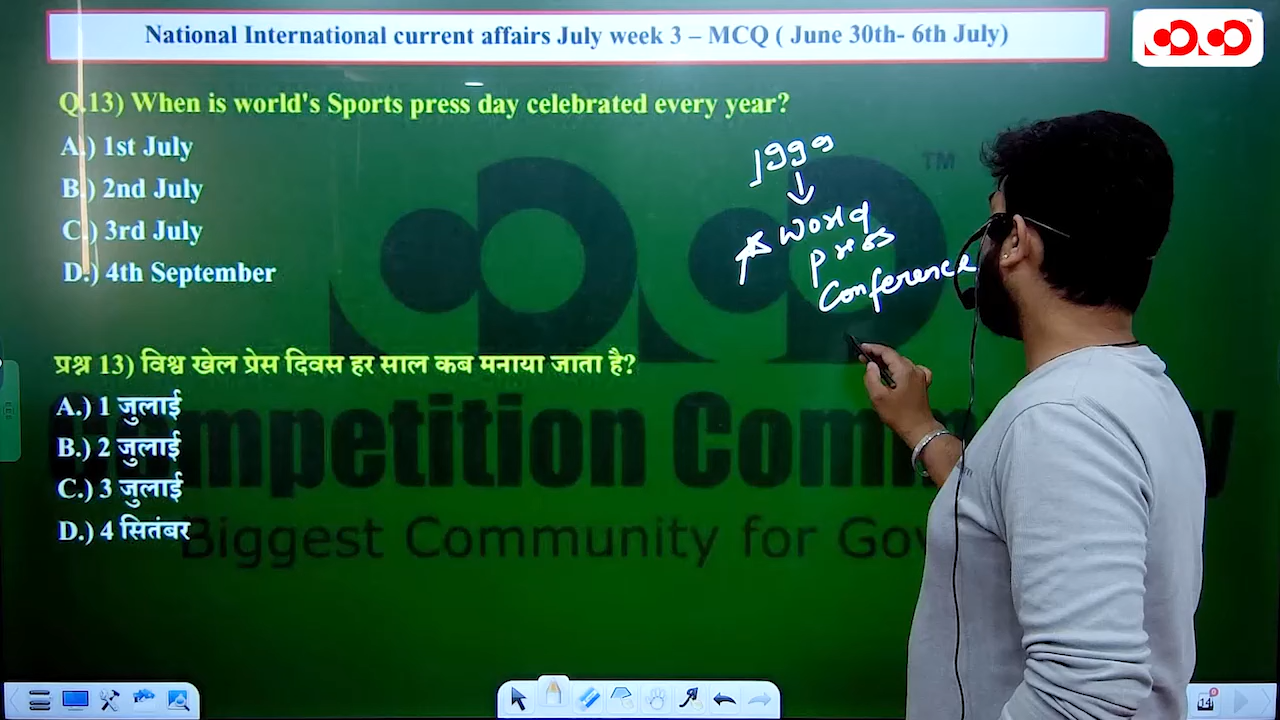 National International current affairs July week 3 – MCQ ( June 30th- 6th July)
Q.13) When is world's Sports press day celebrated every year?
A.) 1st July
B.) 2nd July
C.) 3rd July
D.) 4th September
1999
World
press
Conference
TM
प्रश्न 13) विश्व खेल प्रेस दिवस हर साल कब मनाया जाता है?
A.) 1 जुलाई
B.) 2 जुलाई
C.) 3 जुलाई
D.) 4 सितंबर
Biggest Community for
14